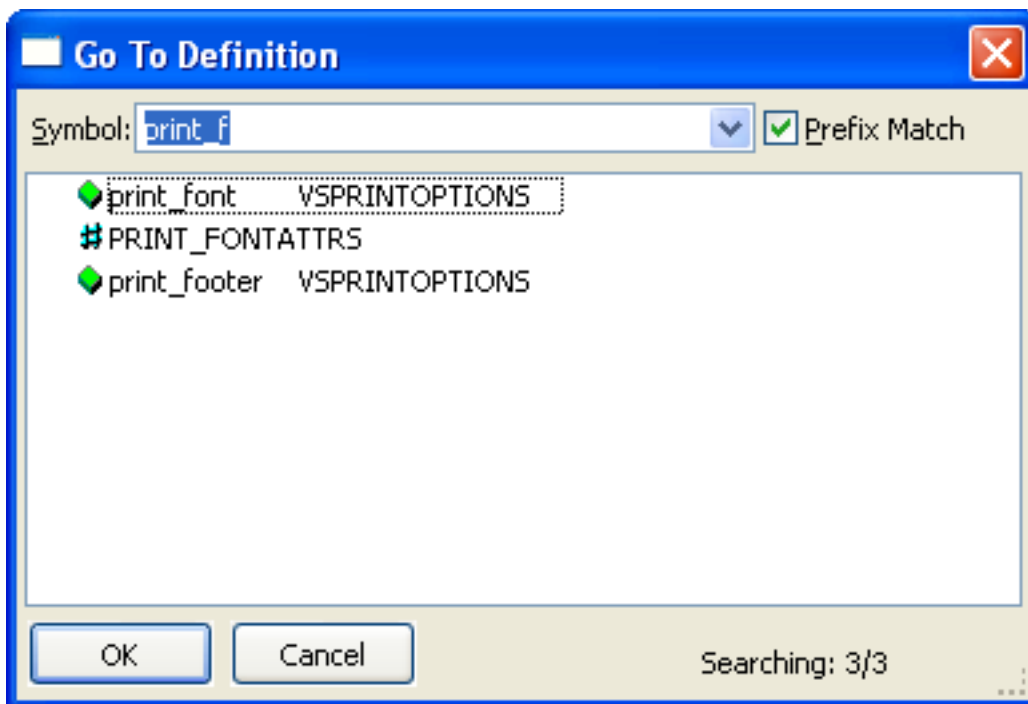 Go To Definition
Symbol: print_f Prefix Match
print_font VSPRINTOPTIONS
PRINT_FONTATTRS
print_footer VSPRINTOPTIONS
OK Cancel Searching: 3/3